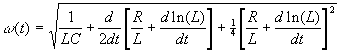 ω(t) = √(1/LC + d/2dt [R/L + d ln(L)/dt] + 1/4 [R/L + d ln(L)/dt]²)